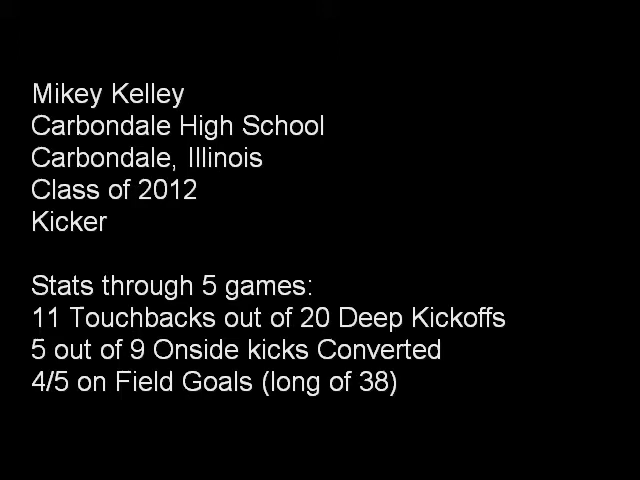 Mikey Kelley
Carbondale High School
Carbondale, Illinois
Class of 2012
Kicker
Stats through 5 games:
11 Touchbacks out of 20 Deep Kickoffs
5 out of 9 Onside kicks Converted
4/5 on Field Goals (long of 38)